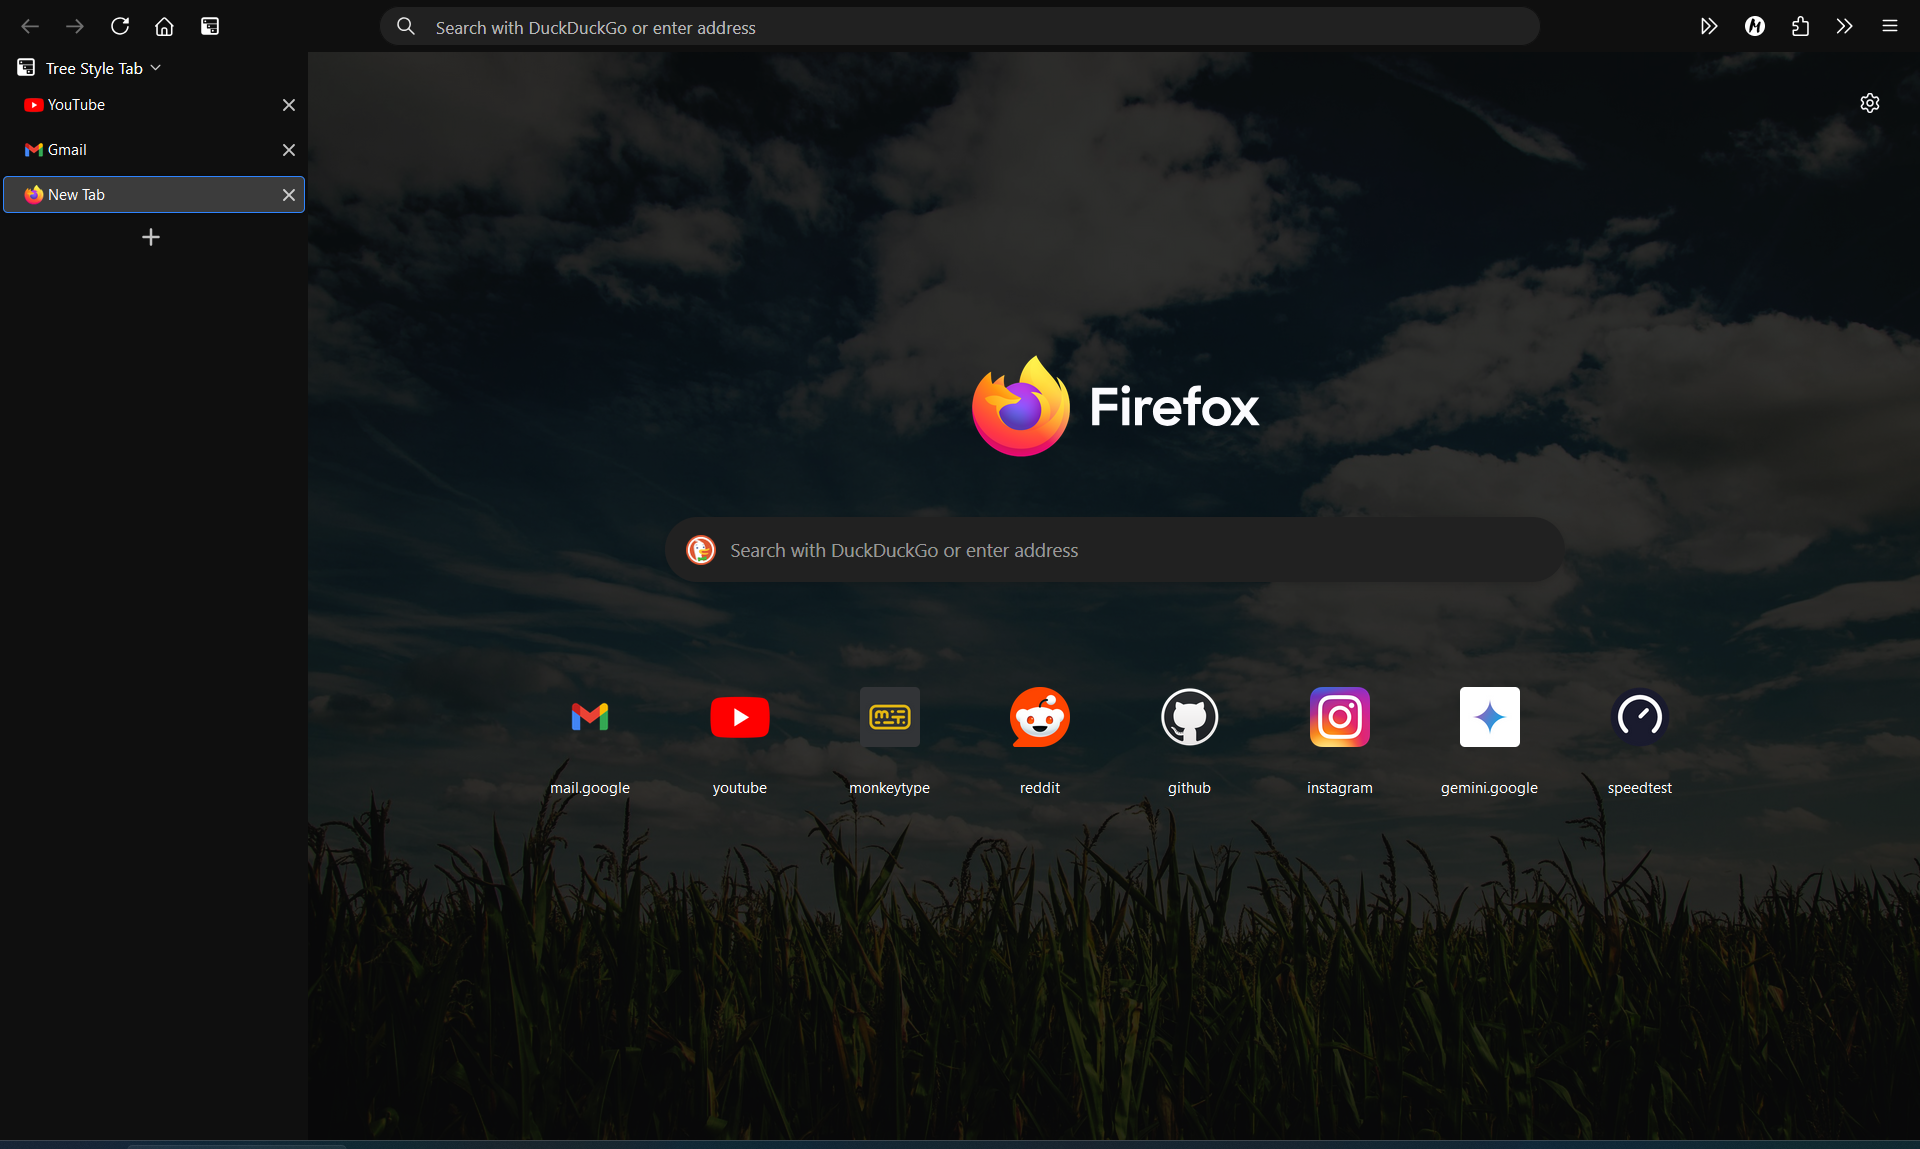 Search with DuckDuckGo or enter address
Tree Style Tab
YouTube
Gmail
New Tab
Firefox
Search with DuckDuckGo or enter address
mail.google
youtube
monkeytype
reddit
github
instagram
gemini.google
speedtest